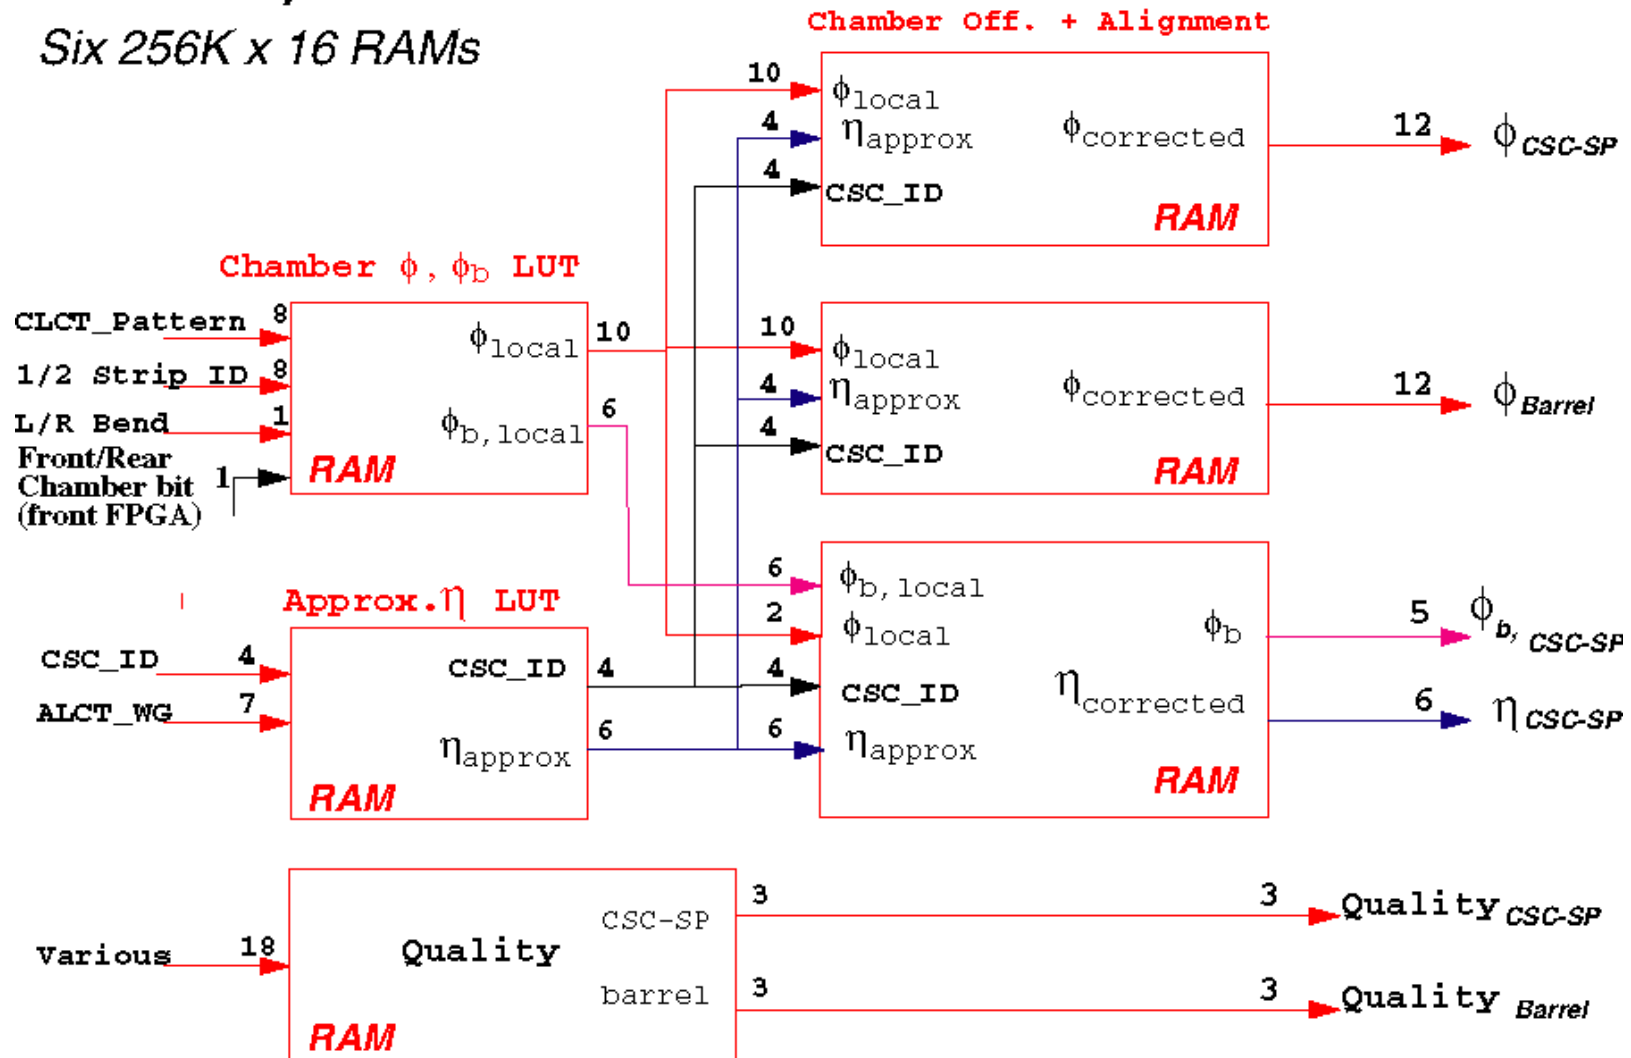 Six 256K x 16 RAMs
Chamber Off. + Alignment
10
ϕlocal
4
ηapprox
4
CSC_ID
ϕcorrected
RAM
12
ϕCSC-SP
Chamber ϕ, ϕb LUT
CLCT_Pattern 8
1/2 Strip ID 8
L/R Bend 1
Front/Rear
Chamber bit 1
(front FPGA)
ϕlocal
10
ϕb,local
6
RAM
10
ϕlocal
4
ηapprox
4
CSC_ID
ϕcorrected
RAM
12
ϕBarrel
Approx.η LUT
CSC_ID 4
ALCT_WG 7
CSC_ID
4
ηapprox
6
RAM
6
ϕb,local
2
ϕlocal
4
CSC_ID
6
ηapprox
ϕb
ηcorrected
RAM
5
ϕb, CSC-SP
6
ηCSC-SP
Various 18
Quality
CSC-SP
barrel
RAM
3
3
Quality CSC-SP
3
3
Quality Barrel